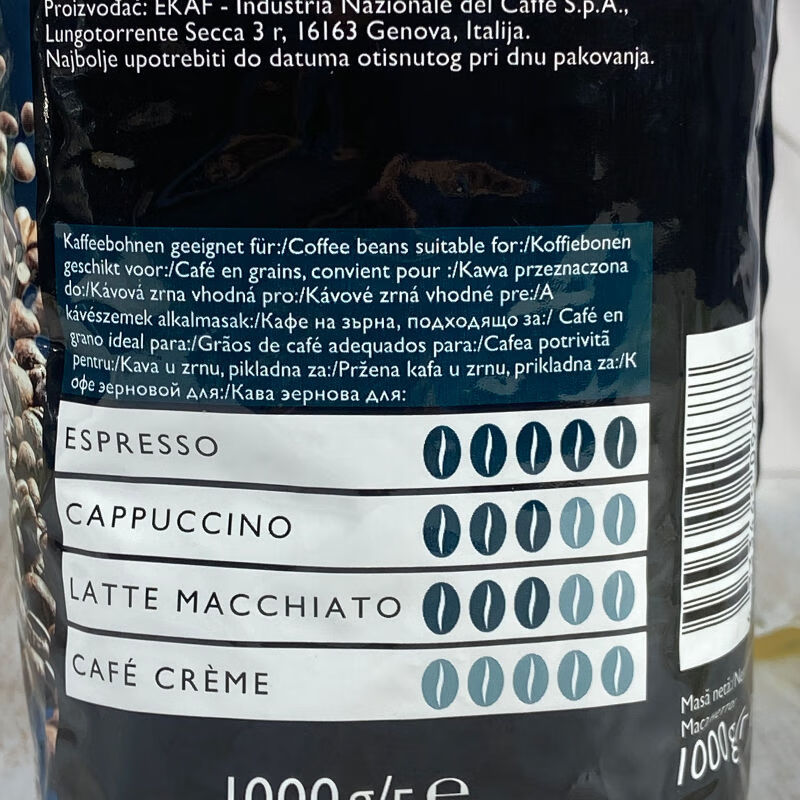 Proizvođač: EKAF - Industria Nazionale del Caffè S.p.A.,
Lungotorrente Secca 3 r, 16163 Genova, Italija.
Najbolje upotrebiti do datuma otisnutog pri dnu pakovanja.
Kaffeebohnen geeignet für:/Coffee beans suitable for:/Koffiebonen
geschikt voor:/Café en grains, convient pour :/Kawa przeznaczona
do:/Kávová zrna vhodná pro:/Kávové zrná vhodné pre:/A
kávészemek alkalmasak:/Кафе на зърна, подходящо за:/ Café en
grano ideal para:/Grãos de café adequados para:/Cafea potrivită
pentru:/Kava u zrnu, pikladna za:/Pržena kafa u zrnu, prikladna za:/К
офе зерновой для:/Кава зернова для:
ESPRESSO
CAPPUCCINO
LATTE MACCHIATO
CAFÉ CRÈME
Masă netă:/
1000g/г
1000 g/г ℮